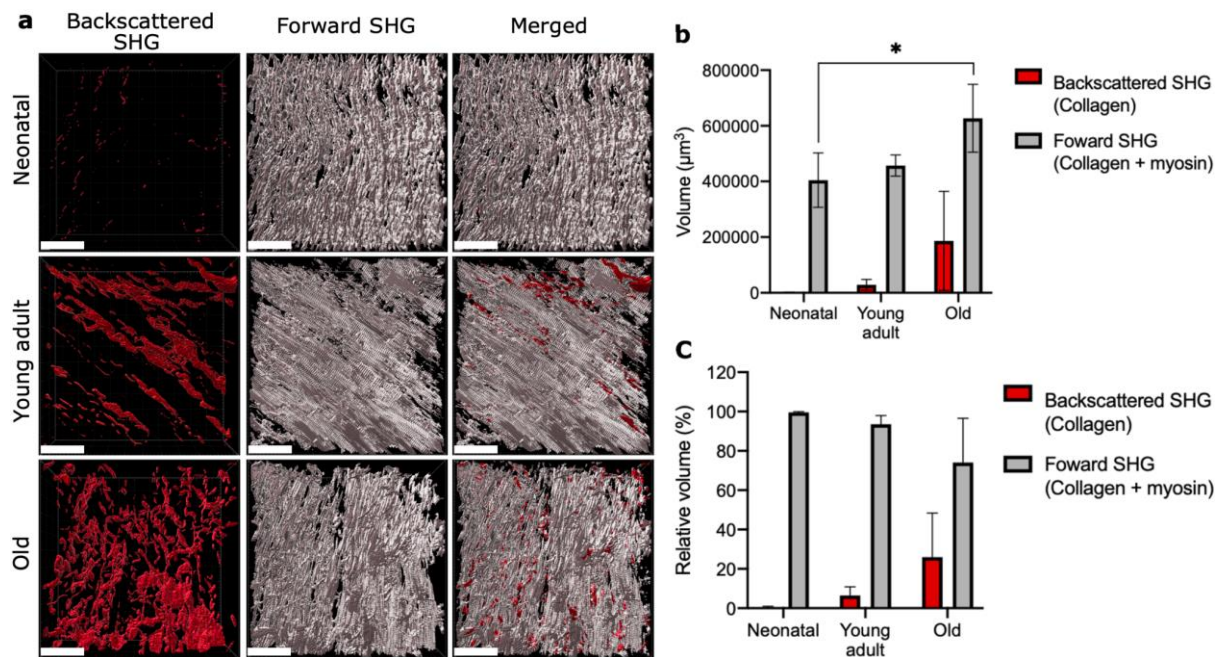 a
Backscattered
SHG
Forward SHG
Merged
Neonatal
Young adult
Old
b
*
800000
600000
400000
200000
0
Volume (µm³)
Neonatal
Young
adult
Old
Backscattered SHG
(Collagen)
Foward SHG
(Collagen + myosin)
C
120
100
80
60
40
20
0
Relative volume (%)
Neonatal
Young
adult
Old
Backscattered SHG
(Collagen)
Foward SHG
(Collagen + myosin)